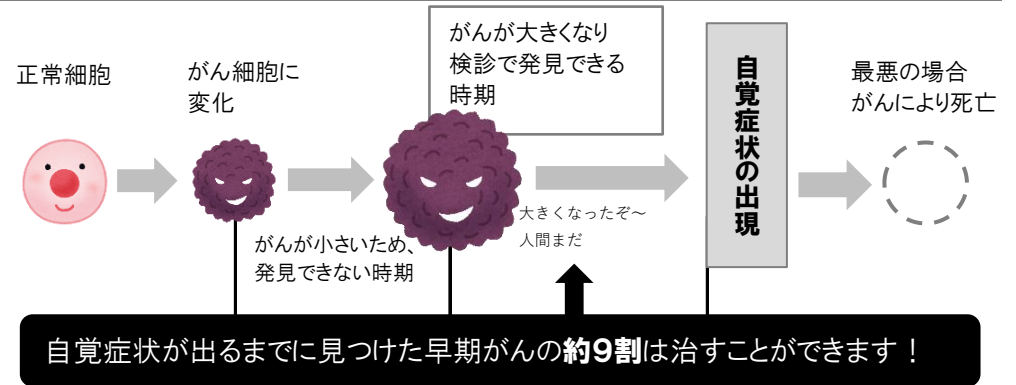 正常細胞
がん細胞に
変化
がんが大きくなり
検診で発見できる
時期
自覚症状の出現
最悪の場合
がんにより死亡
がんが小さいため、
発見できない時期
大きくなったぞ～
人間まだ
自覚症状が出るまでに見つけた早期がんの約９割は治すことができます！